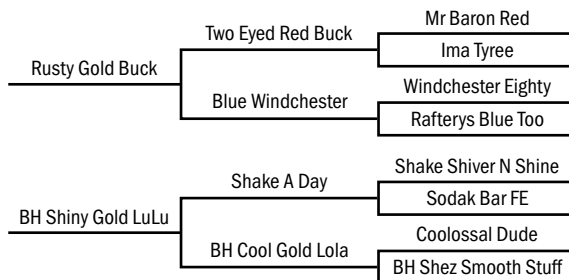 Mr Baron Red
Two Eyed Red Buck
Ima Tyree
Rusty Gold Buck
Windchester Eighty
Blue Windchester
Rafterys Blue Too
Shake Shiver N Shine
Shake A Day
Sodak Bar FE
BH Shiny Gold LuLu
Coolossal Dude
BH Cool Gold Lola
BH Shez Smooth Stuff